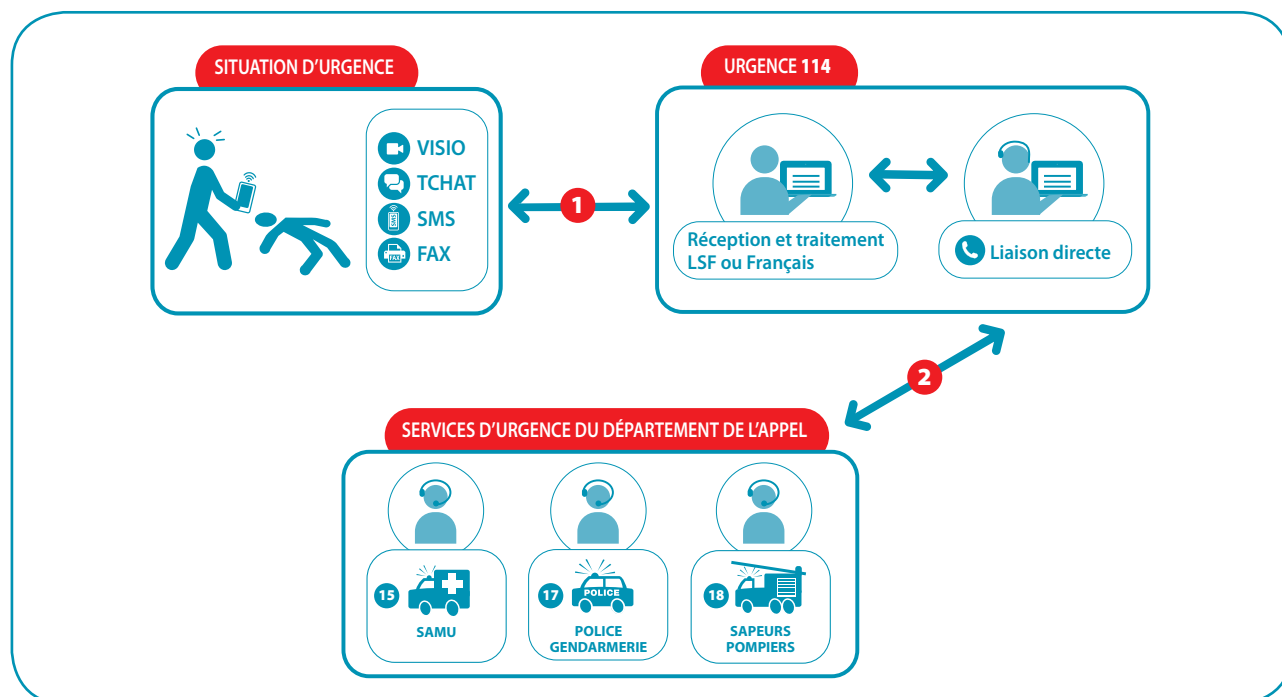 SITUATION D'URGENCE
VISIO
TCHAT
SMS
FAX
1
URGENCE 114
Réception et traitement
LSF ou Français
Liaison directe
2
SERVICES D'URGENCE DU DÉPARTEMENT DE L'APPEL
15
SAMU
17
POLICE
POLICE
GENDARMERIE
18
SAPEURS
POMPIERS
SMS
FAX